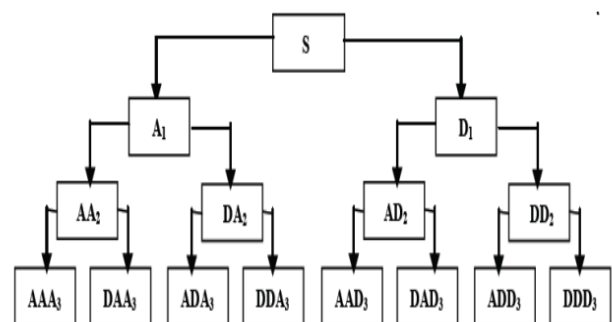 S
A₁ D₁
AA₂ DA₂ AD₂ DD₂
AAA₃ DAA₃ ADA₃ DDA₃ AAD₃ DAD₃ ADD₃ DDD₃